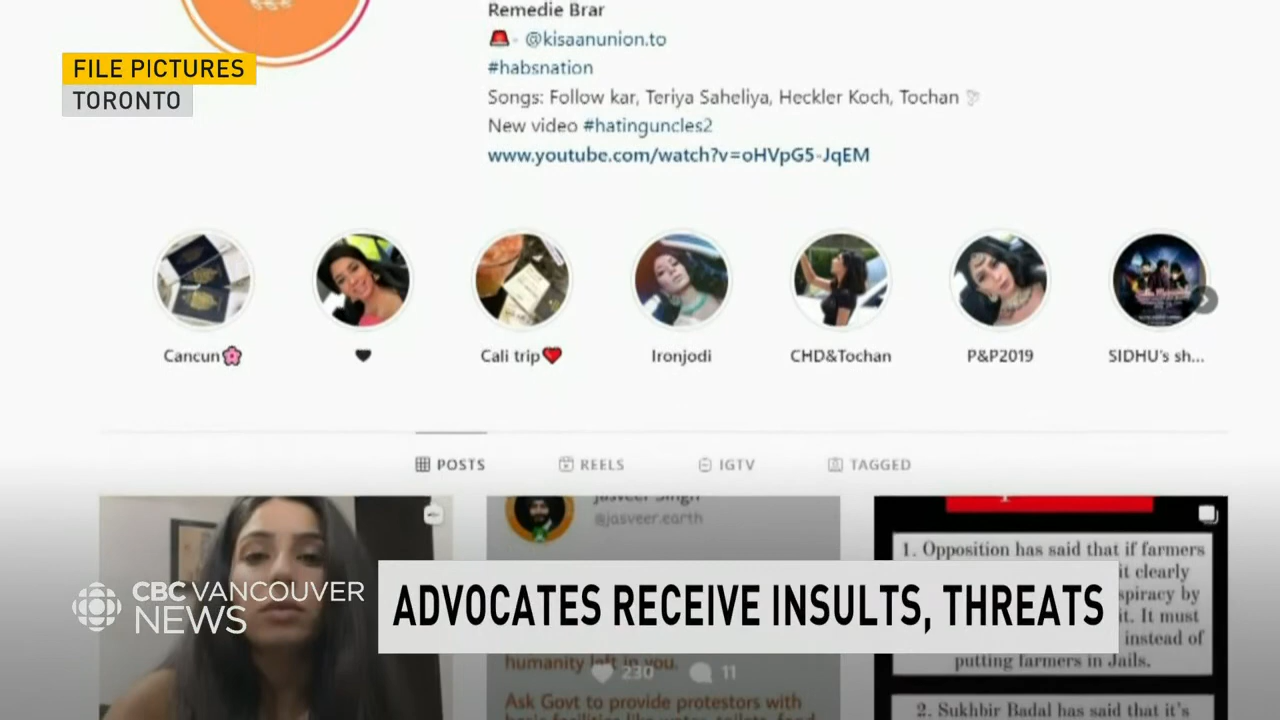 Remedie Brar
FILE PICTURES
TORONTO
- @kisaanunion.to
#habsnation
Songs: Follow kar, Teriya Saheliya, Heckler Koch, Tochan
New video #hatinguncles2
www.youtube.com/watch?v=oHVpG5-JqEM
Cancun
Cali trip
Ironjodi
CHD&Tochan
P&P2019
SIDHU's sh...
POSTS
REELS
IGTV
TAGGED
Jasveer Singh
@jasveer.earth
humanity left in you.
230
11
Ask Govt to provide protestors with
1. Opposition has said that if farmers
it clearly
by
it. It must
instead of
putting farmers in Jails.
2. Sukhbir Badal has said that it's
CBC VANCOUVER
NEWS
ADVOCATES RECEIVE INSULTS, THREATS